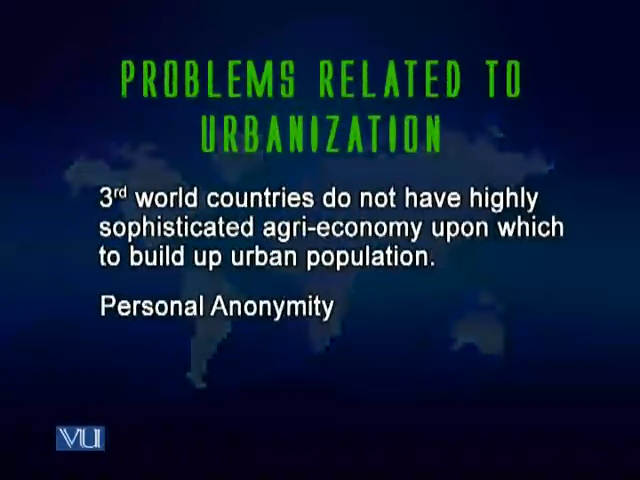 PROBLEMS RELATED TO
URBANIZATION
3rd world countries do not have highly
sophisticated agri-economy upon which
to build up urban population.
Personal Anonymity
VU